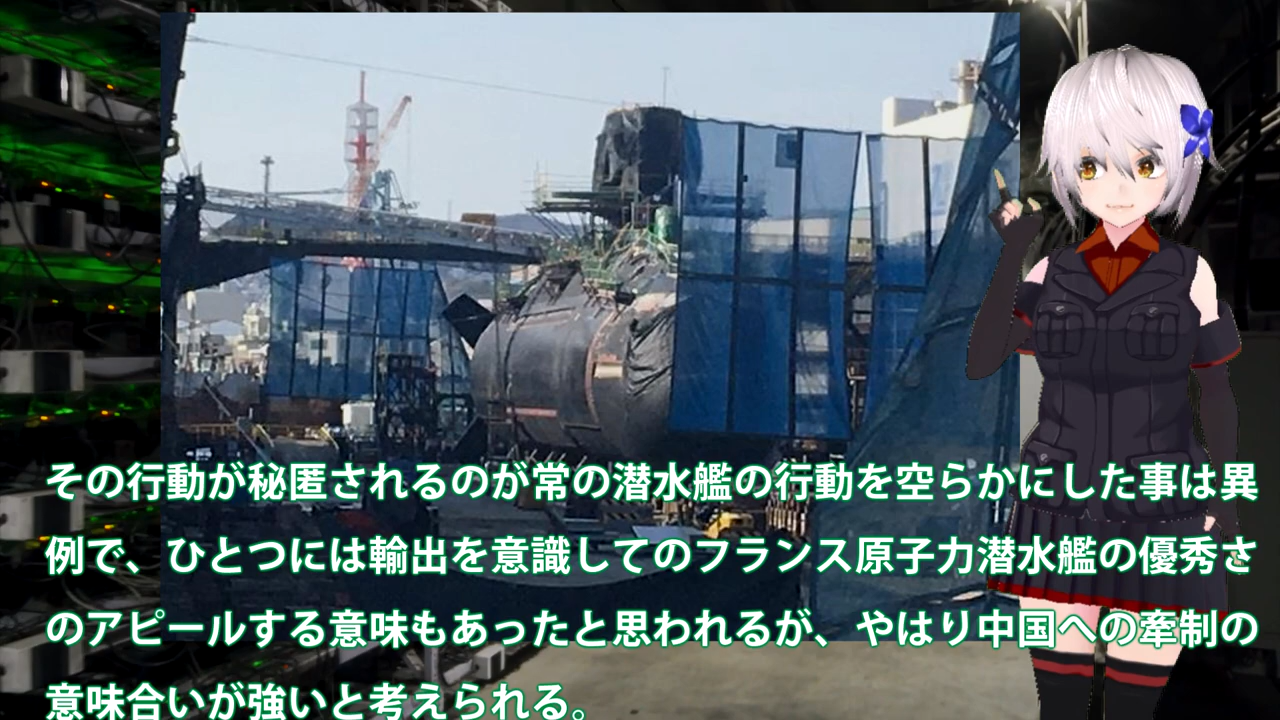 その行動が秘匿されるのが常の潜水艦の行動を空らかにした事は異
例で、ひとつには輸出を意識してのフランス原子力潜水艦の優秀さ
のアピールする意味もあったと思われるが、やはり中国への牽制の
意味合いが強いと考えられる。